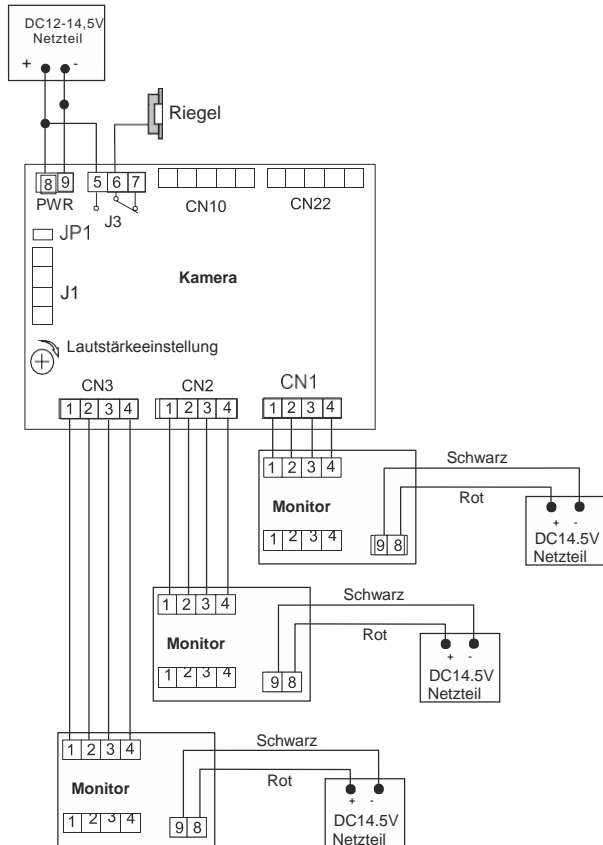 DC12-14,5V
Netzteil
+ -
Riegel
8 9 5 6 7
PWR J3 CN10 CN22
JP1
Kamera
J1
Lautstärkeeinstellung
CN3 CN2 CN1
1 2 3 4 1 2 3 4 1 2 3 4
1 2 3 4
Schwarz
Monitor
Rot
+ -
1 2 3 4 9 8
DC14.5V
Netzteil
1 2 3 4
Schwarz
Monitor
Rot
+ -
1 2 3 4 9 8
DC14.5V
Netzteil
1 2 3 4
Schwarz
Monitor
Rot
+ -
1 2 3 4 9 8
DC14.5V
Netzteil